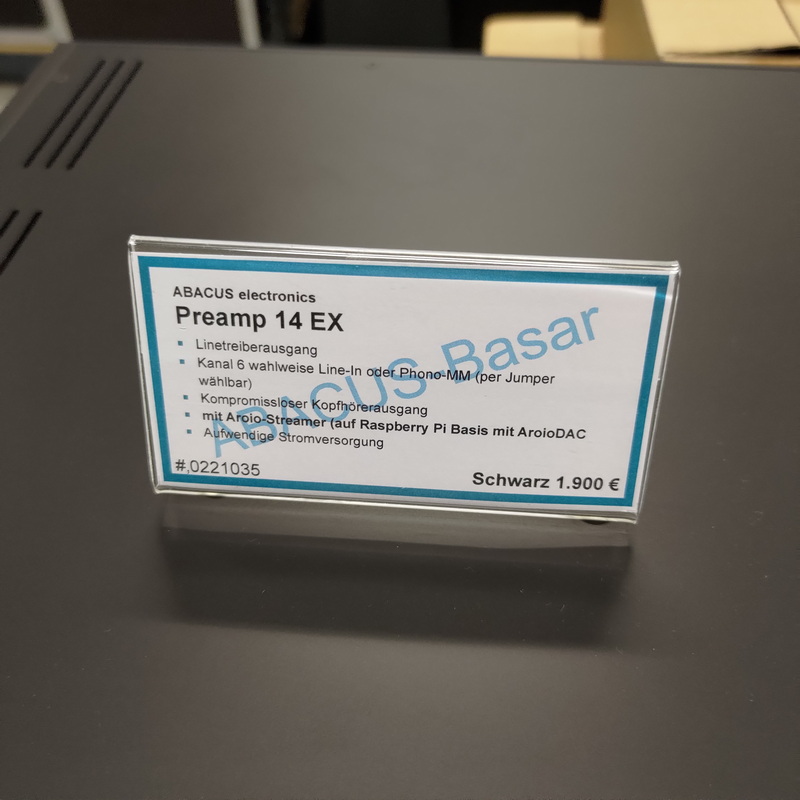 ABACUS electronics
Preamp 14 EX
Linetreiberausgang
Kanal 6 wahlweise Line-In oder Phono-MM (per Jumper
wählbar)
Kompromissloser Kopfhörerausgang
mit Aroio-Streamer (auf Raspberry Pi Basis mit AroioDAC
Aufwendige Stromversorgung
#,0221035
Schwarz 1.900 €
ABACUS-Basar